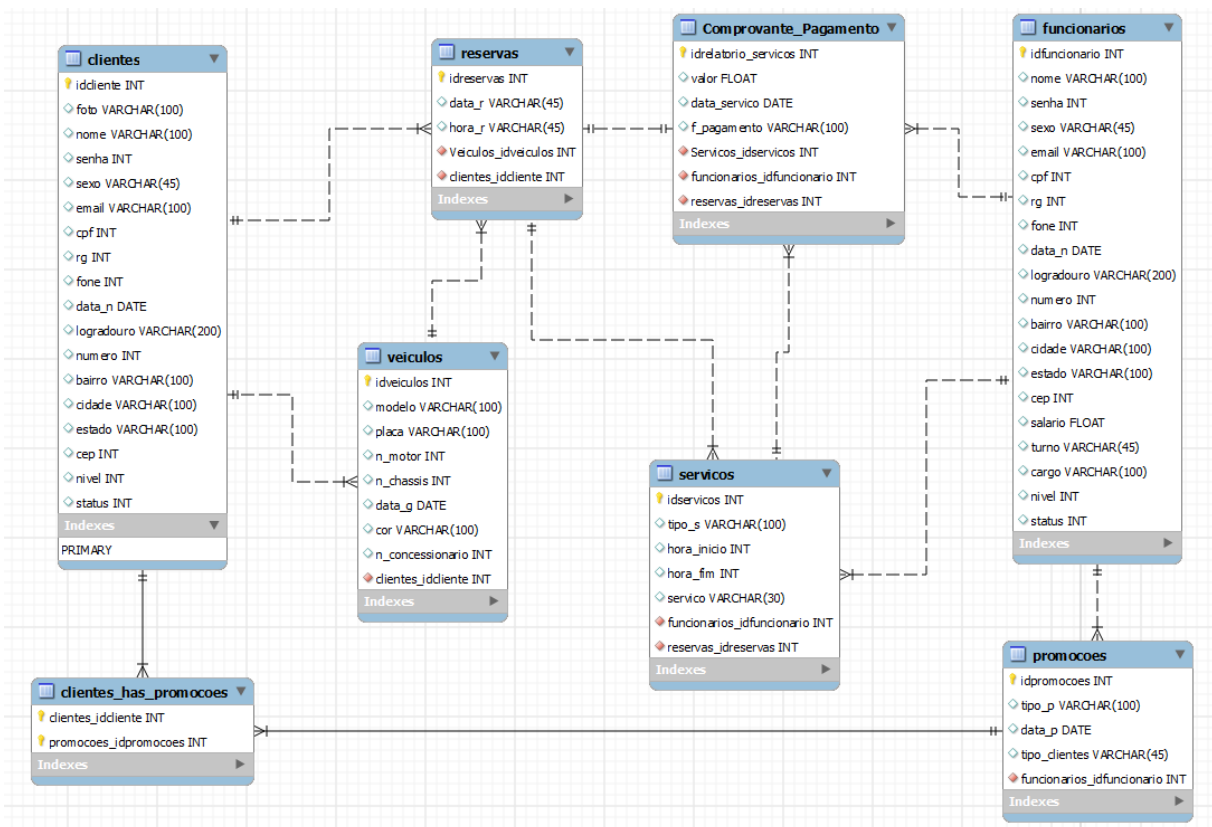 clientes
idcliente INT
foto VARCHAR(100)
nome VARCHAR(100)
senha INT
sexo VARCHAR(45)
email VARCHAR(100)
cpf INT
rg INT
fone INT
data_n DATE
logradouro VARCHAR(200)
numero INT
bairro VARCHAR(100)
cidade VARCHAR(100)
estado VARCHAR(100)
cep INT
nivel INT
status INT
Indexes
PRIMARY
reservas
idreservas INT
data_r VARCHAR(45)
hora_r VARCHAR(45)
Veiculos_idveiculos INT
clientes_idcliente INT
Indexes
Comprovante_Pagamento
idrelatorio_servicos INT
valor FLOAT
data_servico DATE
f_pagamento VARCHAR(100)
Servicos_idservicos INT
funcionarios_idfuncionario INT
reservas_idreservas INT
Indexes
funcionarios
idfuncionario INT
nome VARCHAR(100)
senha INT
sexo VARCHAR(45)
email VARCHAR(100)
cpf INT
rg INT
fone INT
data_n DATE
logradouro VARCHAR(200)
numero INT
bairro VARCHAR(100)
cidade VARCHAR(100)
estado VARCHAR(100)
cep INT
salario FLOAT
turno VARCHAR(45)
cargo VARCHAR(100)
nivel INT
status INT
Indexes
veiculos
idveiculos INT
modelo VARCHAR(100)
placa VARCHAR(100)
n_motor INT
n_chassis INT
data_g DATE
cor VARCHAR(100)
n_concessionario INT
clientes_idcliente INT
Indexes
servicos
idservicos INT
tipo_s VARCHAR(100)
hora_inicio INT
hora_fim INT
servico VARCHAR(30)
funcionarios_idfuncionario INT
reservas_idreservas INT
Indexes
clientes_has_promocoes
clientes_idcliente INT
promocoes_idpromocoes INT
Indexes
promocoes
idpromocoes INT
tipo_p VARCHAR(100)
data_p DATE
tipo_clientes VARCHAR(45)
funcionarios_idfuncionario INT
Indexes